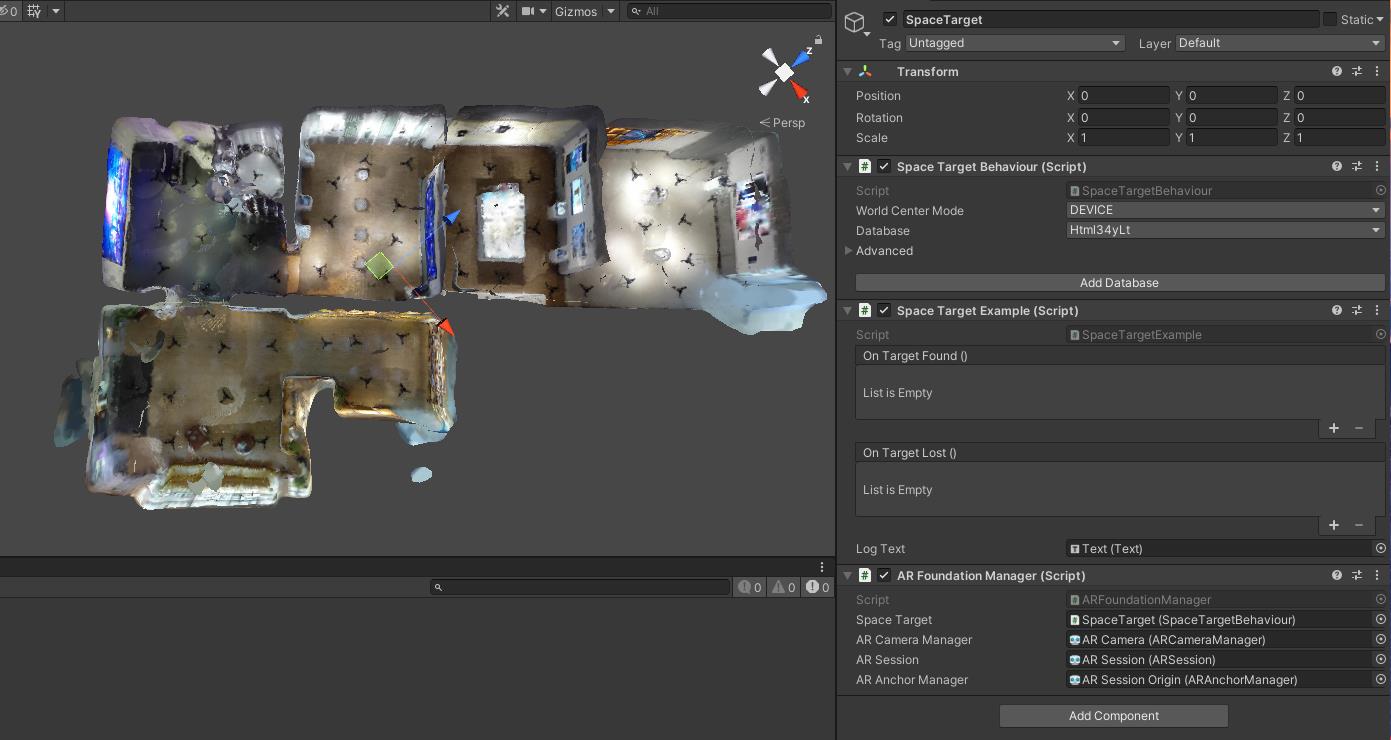 0
Gizmos
All
z
x
Persp
0 0 0
SpaceTarget
Static
Tag Untagged Layer Default
Transform
Position X 0 Y 0 Z 0
Rotation X 0 Y 0 Z 0
Scale X 1 Y 1 Z 1
# Space Target Behaviour (Script)
Script SpaceTargetBehaviour
World Center Mode DEVICE
Database Html34yLt
Advanced
Add Database
# Space Target Example (Script)
Script SpaceTargetExample
On Target Found ()
List is Empty
On Target Lost ()
List is Empty
Log Text Text (Text)
# AR Foundation Manager (Script)
Script ARFoundationManager
Space Target SpaceTarget (SpaceTargetBehaviour)
AR Camera Manager AR Camera (ARCameraManager)
AR Session AR Session (ARSession)
AR Anchor Manager AR Session Origin (ARAnchorManager)
Add Component